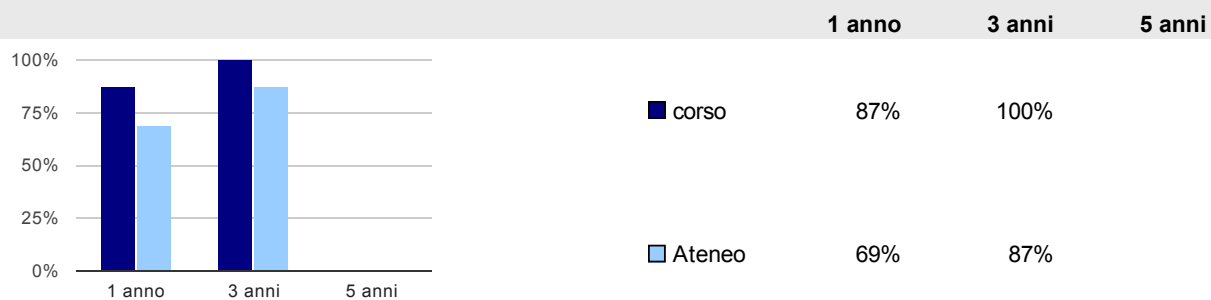 1 anno 3 anni 5 anni
100%
75%
50%
25%
0%
1 anno 3 anni 5 anni
corso 87% 100%
Ateneo 69% 87%